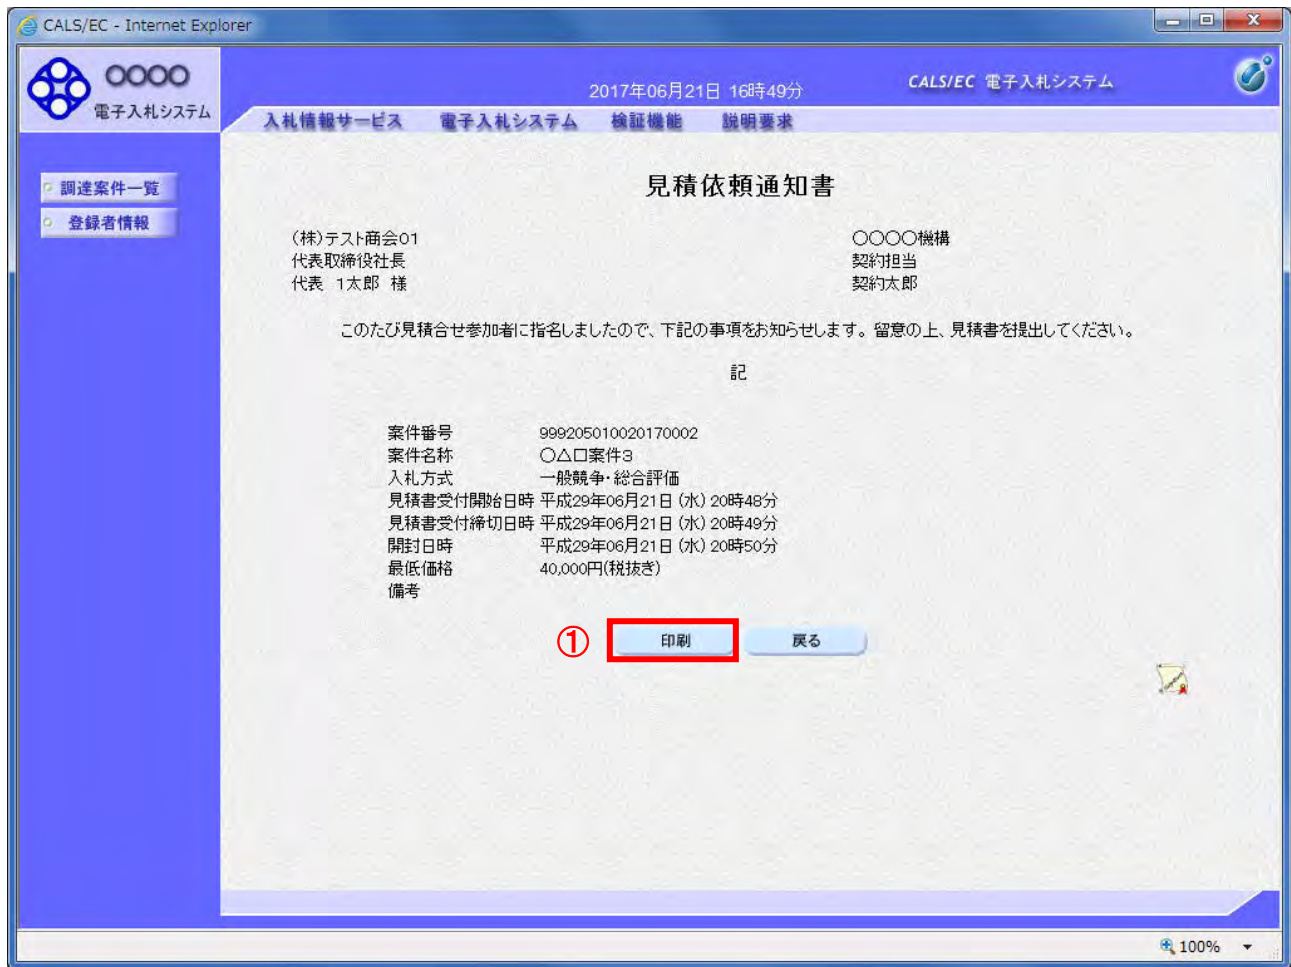 CALS/EC - Internet Explorer
〇〇〇〇
電子入札システム
2017年06月21日 16時49分
CALS/EC 電子入札システム
入札情報サービス 電子入札システム 検証機能 説明要求
調達案件一覧
登録者情報
見積依頼通知書
(株)テスト商会01
代表取締役社長
代表 1太郎 様
〇〇〇〇機構
契約担当
契約太郎
このたび見積合せ参加者に指名しましたので、下記の事項をお知らせします。留意の上、見積書を提出してください。
記
案件番号 999205010020170002
案件名称 〇△口案件3
入札方式 一般競争・総合評価
見積書受付開始日時 平成29年06月21日(水) 20時48分
見積書受付締切日時 平成29年06月21日(水) 20時49分
開封日時 平成29年06月21日(水) 20時50分
最低価格 40,000円(税抜き)
備考
① 印刷 戻る
100%